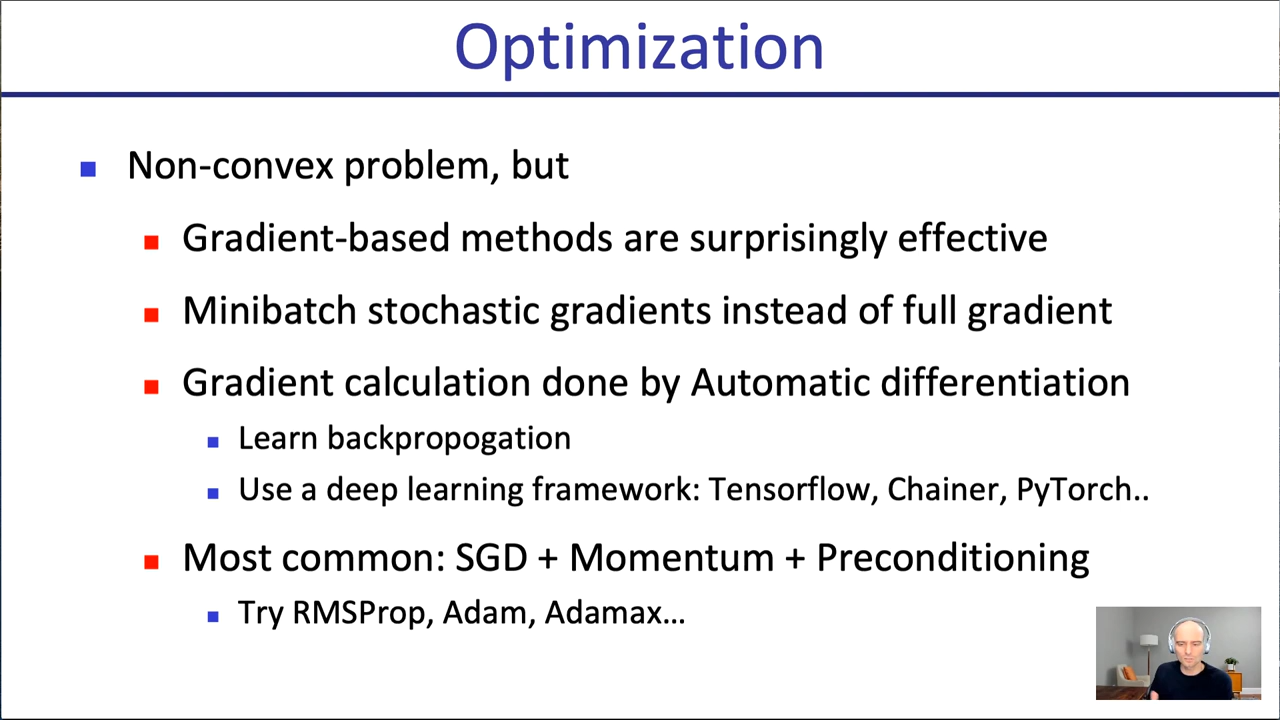 Optimization
Non-convex problem, but
Gradient-based methods are surprisingly effective
Minibatch stochastic gradients instead of full gradient
Gradient calculation done by Automatic differentiation
Learn backpropogation
Use a deep learning framework: Tensorflow, Chainer, PyTorch..
Most common: SGD + Momentum + Preconditioning
Try RMSProp, Adam, Adamax…